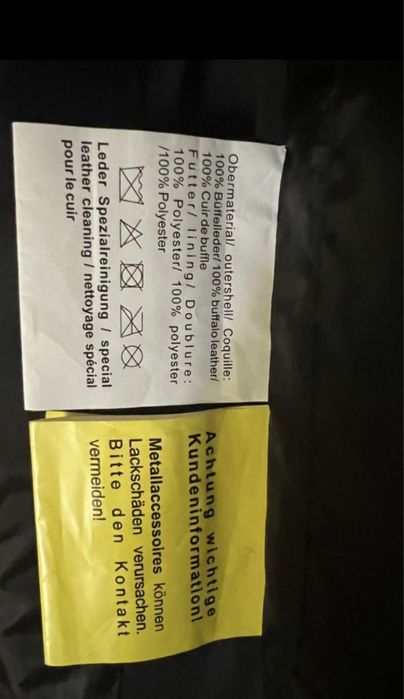 Obermaterial/ outershell/ Coquille:
100% Büffelleder/ 100% buffalo leather/
100% Cuir de buffle
Futter/ lining/ Doublure:
100% Polyester/ 100% polyester
/100% Polyester
Leder Spezialreinigung / special
leather cleaning / nettoyage spécial
pour le cuir
Achtung wichtige
Kundeninformation!
Metallaccessoires können
Lackschäden verursachen.
Bitte den Kontakt
vermeiden!